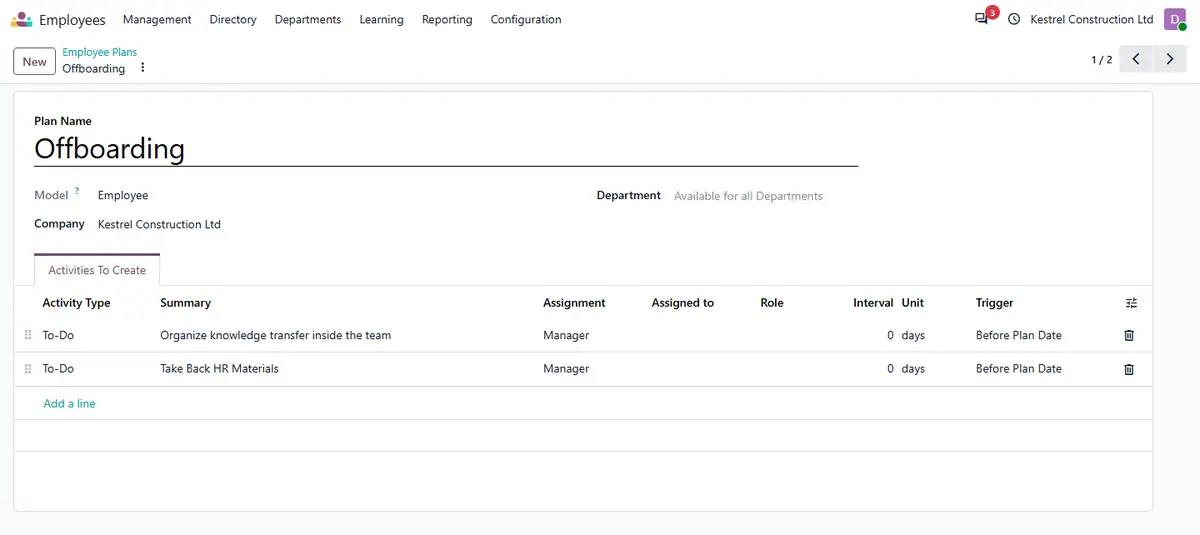 Employees Management Directory Departments Learning Reporting Configuration 3 Kestrel Construction Ltd D
New Employee Plans
Offboarding
1 / 2
Plan Name
Offboarding
Model ? Employee Department Available for all Departments
Company Kestrel Construction Ltd
Activities To Create
Activity Type Summary Assignment Assigned to Role Interval Unit Trigger
To-Do Organize knowledge transfer inside the team Manager 0 days Before Plan Date
To-Do Take Back HR Materials Manager 0 days Before Plan Date
Add a line